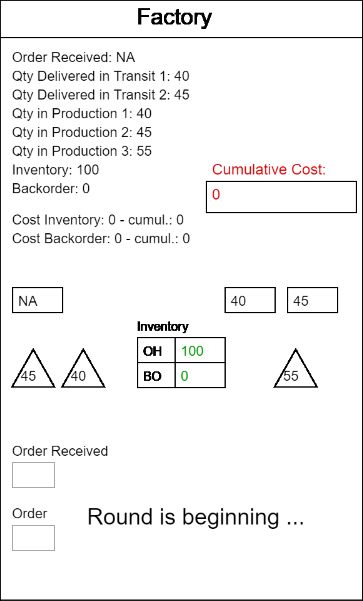 Factory
Order Received: NA
Qty Delivered in Transit 1: 40
Qty Delivered in Transit 2: 45
Qty in Production 1: 40
Qty in Production 2: 45
Qty in Production 3: 55
Inventory: 100
Backorder: 0
Cumulative Cost:
0
Cost Inventory: 0 - cumul.: 0
Cost Backorder: 0 - cumul.: 0
NA
40 45
Inventory
OH 100
BO 0
45 40
55
Order Received
Order
Round is beginning ...